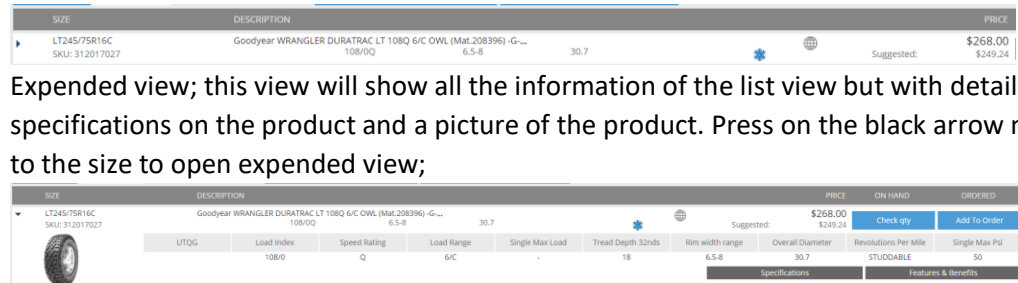 SIZE DESCRIPTION PRICE
LT245/75R16C Goodyear WRANGLER DURATRAC LT 108Q 6/C OWL (Mat.208396) -G-... $268.00
SKU: 312017027 108/0Q 6.5-8 30.7 Suggested: $249.24
Expended view; this view will show all the information of the list view but with detail
specifications on the product and a picture of the product. Press on the black arrow
to the size to open expended view;
SIZE DESCRIPTION PRICE ON HAND ORDERED
LT245/75R16C Goodyear WRANGLER DURATRAC LT 108Q 6/C OWL (Mat.208396) -G-... $268.00 Check qty Add To Order
SKU: 312017027 108/0Q 6.5-8 30.7 Suggested: $249.24
UTQG Load Index Speed Rating Load Range Single Max Load Tread Depth 32nds Rim width range Overall Diameter Revolutions Per Mile Single Max Psi
108/0 Q 6/C - 18 6.5-8 30.7 STUDDABLE 50
Specifications Features & Benefits